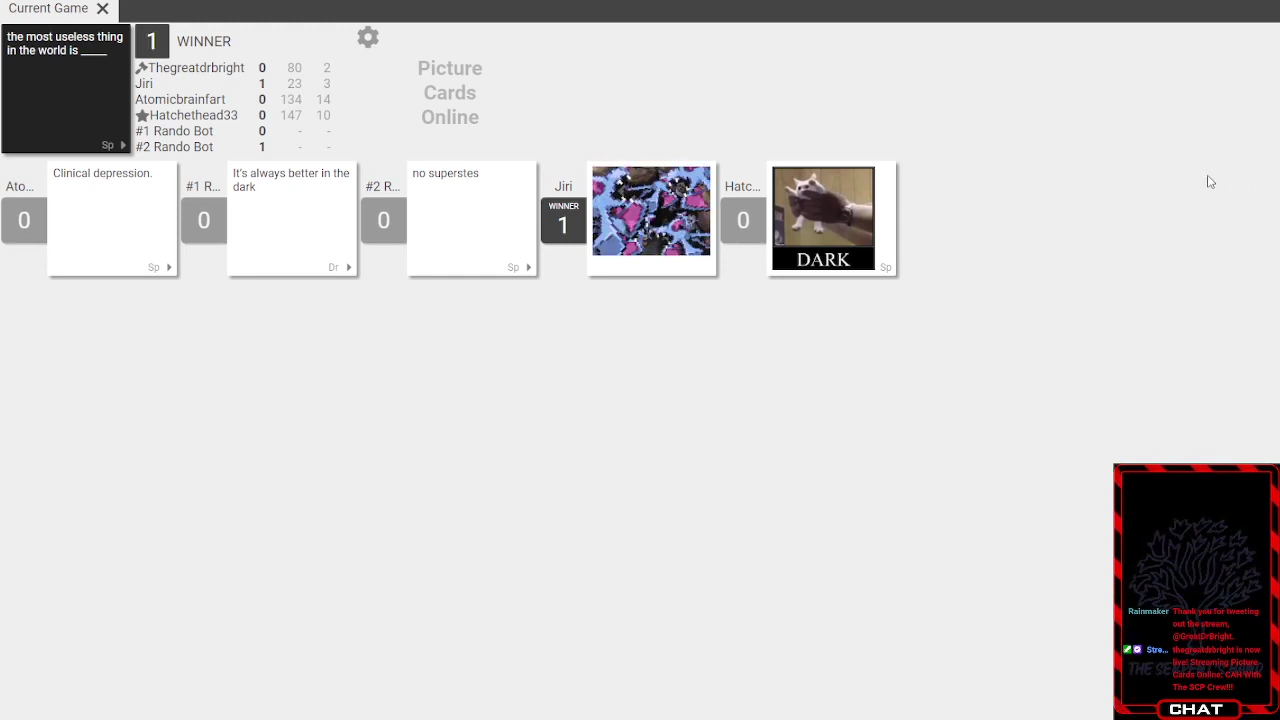 Current Game
the most useless thing
in the world is ____
Sp
1 WINNER
Thegreatdrbright 0 80 2
Jiri 1 23 3
Atomicbrainfart 0 134 14
Hatchethead33 0 147 10
#1 Rando Bot 0 - -
#2 Rando Bot 1 - -
Picture
Cards
Online
Ato...
0
Clinical depression.
Sp
#1 R...
0
It's always better in the
dark
Dr
#2 R...
0
no superstes
Sp
Jiri
WINNER
1
Hatc...
0
DARK
Sp
Rainmaker Thank you for tweeting
out the stream,
@GreatDrBright.
Stre... thegreatdrbright is now
live! Streaming Picture
Cards Online: CAH With
The SCP Crew!!!
THE SERPENT'S HAND
CHAT